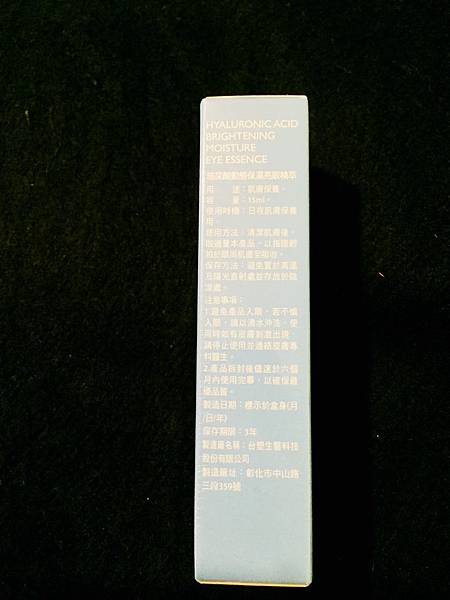 HYALURONIC ACID
BRIGHTENING
MOISTURE
EYE ESSENCE
玻尿酸動態保濕亮眼精萃
用　　途：肌膚保養。
容　　量：15ml。
使用時機：日夜肌膚保養
用。
使用方法：清潔肌膚後，
取適量本產品，以指腹輕
拍於眼周肌膚至吸收。
保存方法：避免置於高溫
至陽光直射處並存放於陰
涼處。
注意事項：
1.避免產品入眼，若不慎
入眼，請以清水沖洗，使
用時如有皮膚刺激出現，
請停止使用並連絡皮膚專
科醫生。
2.產品拆封後儘速於六個
月內使用完畢，以確保最
優品質。
製造日期：標示於盒身(月
/日/年)
保存期限：3年
製造廠名稱：台塑生醫科技
股份有限公司
製造廠址：彰化市中山路
三段359號